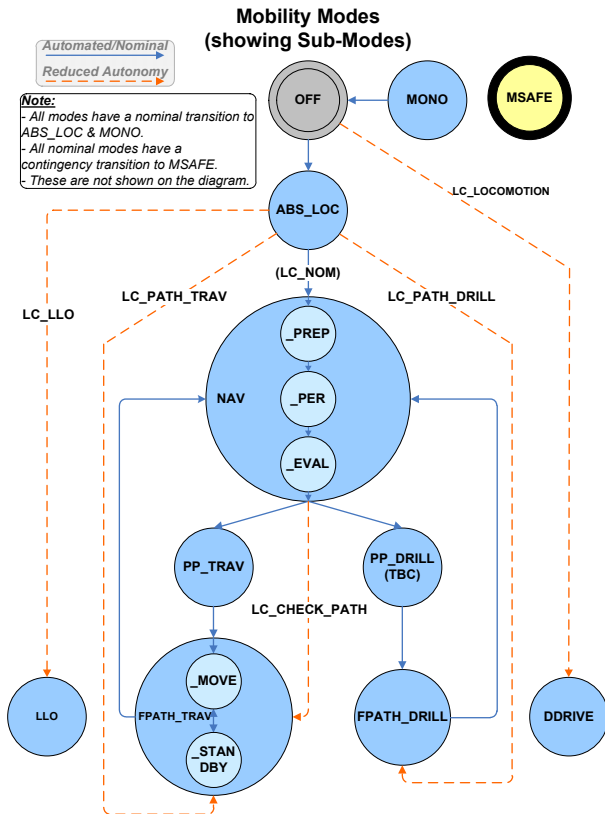 Mobility Modes
(showing Sub-Modes)
Automated/Nominal
Reduced Autonomy
Note:
- All modes have a nominal transition to
ABS_LOC & MONO.
- All nominal modes have a
contingency transition to MSAFE.
- These are not shown on the diagram.
OFF
MONO
MSAFE
LC_LOCOMOTION
ABS_LOC
(LC_NOM)
LC_PATH_TRAV
LC_PATH_DRILL
LC_LLO
_PREP
NAV
_PER
_EVAL
PP_TRAV
PP_DRILL
(TBC)
LC_CHECK_PATH
_MOVE
LLO
FPATH_TRAV
FPATH_DRILL
DDRIVE
_STAN
DBY